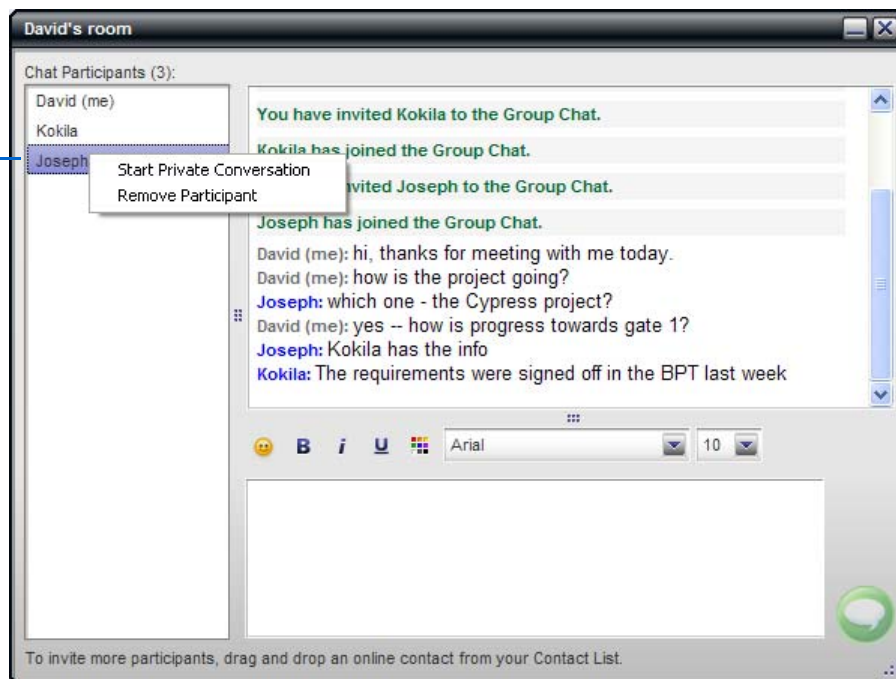 David's room
Chat Participants (3):
David (me)
Kokila
Joseph
Start Private Conversation
Remove Participant
You have invited Kokila to the Group Chat.
Kokila has joined the Group Chat.
nvited Joseph to the Group Chat.
Joseph has joined the Group Chat.
David (me): hi, thanks for meeting with me today.
David (me): how is the project going?
Joseph: which one - the Cypress project?
David (me): yes -- how is progress towards gate 1?
Joseph: Kokila has the info
Kokila: The requirements were signed off in the BPT last week
B i U Arial 10
To invite more participants, drag and drop an online contact from your Contact List.